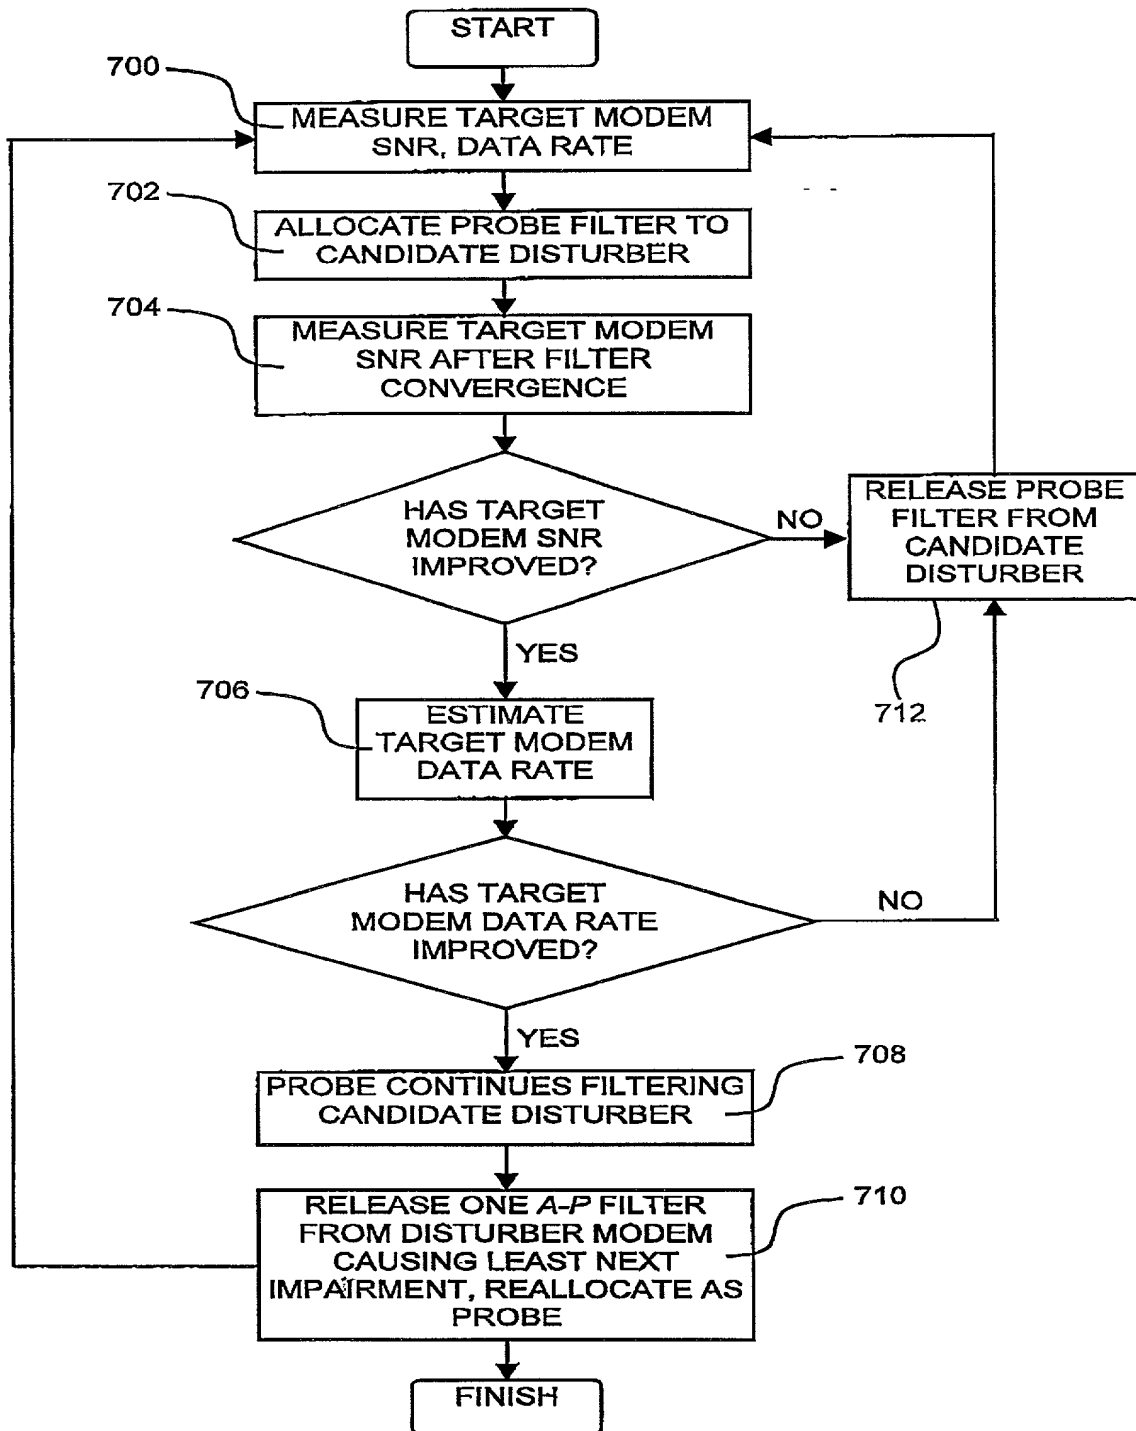 START
700
MEASURE TARGET MODEM
SNR, DATA RATE
702
ALLOCATE PROBE FILTER TO
CANDIDATE DISTURBER
704
MEASURE TARGET MODEM
SNR AFTER FILTER
CONVERGENCE
HAS TARGET
MODEM SNR
IMPROVED?
NO
RELEASE PROBE
FILTER FROM
CANDIDATE
DISTURBER
712
YES
706
ESTIMATE
TARGET MODEM
DATA RATE
HAS TARGET
MODEM DATA RATE
IMPROVED?
NO
YES
708
PROBE CONTINUES FILTERING
CANDIDATE DISTURBER
710
RELEASE ONE A-P FILTER
FROM DISTURBER MODEM
CAUSING LEAST NEXT
IMPAIRMENT, REALLOCATE AS
PROBE
FINISH